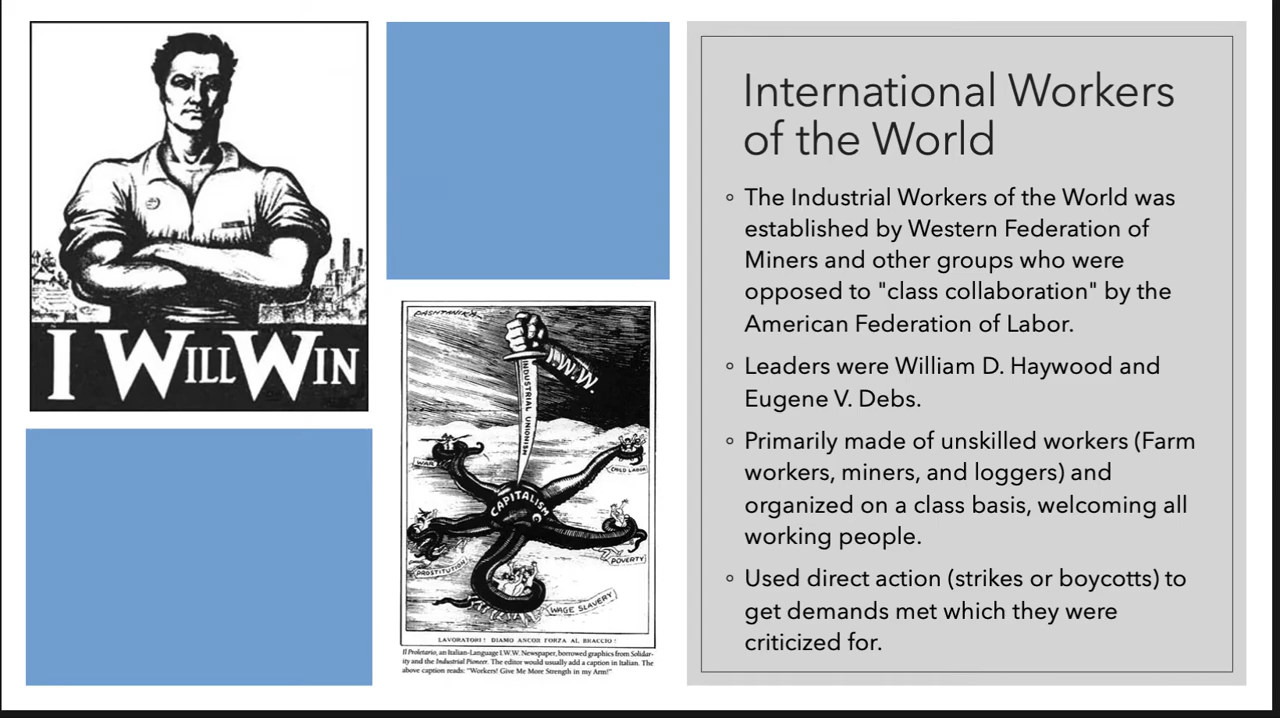 I WILL WIN
DASHTANIKA
I.W.W.
INDUSTRIAL UNIONISM
WAR
CHILD LABOR
CAPITALISM
PROSTITUTION
POVERTY
WAGE SLAVERY
LAVORATORI! DIAMO ANCOR FORZA AL BRACCIO!
Il Proletario, an Italian-Language I.W.W. Newspaper, borrowed graphics from Solidar-
ity and the Industrial Pioneer. The editor would usually add a caption in Italian. The
above caption reads: "Workers! Give Me More Strength in my Arm!"
International Workers
of the World
◦ The Industrial Workers of the World was
established by Western Federation of
Miners and other groups who were
opposed to "class collaboration" by the
American Federation of Labor.
◦ Leaders were William D. Haywood and
Eugene V. Debs.
◦ Primarily made of unskilled workers (Farm
workers, miners, and loggers) and
organized on a class basis, welcoming all
working people.
◦ Used direct action (strikes or boycotts) to
get demands met which they were
criticized for.